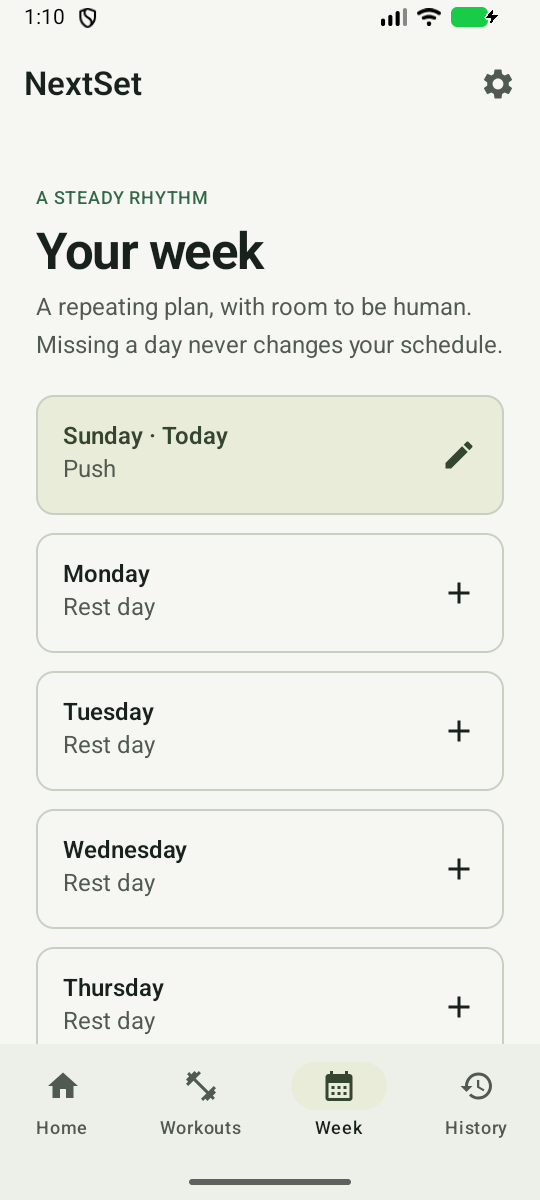 1:10
NextSet
A STEADY RHYTHM
Your week
A repeating plan, with room to be human.
Missing a day never changes your schedule.
Sunday · Today
Push
Monday
Rest day
Tuesday
Rest day
Wednesday
Rest day
Thursday
Rest day
Home
Workouts
Week
History